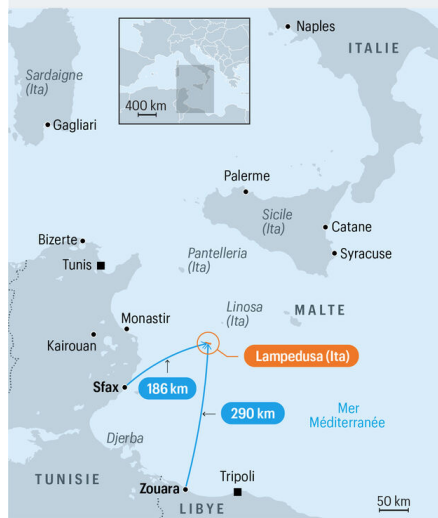 Naples
ITALIE
Sardaigne
(Ita)
400 km
Gagliari
Palerme
Sicile
(Ita)
Catane
Bizerte
Pantelleria
(Ita)
Syracuse
Tunis
Linosa
(Ita)
MALTE
Monastir
Kairouan
Lampedusa (Ita)
Sfax
186 km
290 km
Mer
Méditerranée
Djerba
TUNISIE
Tripoli
Zouara
LIBYE
50 km